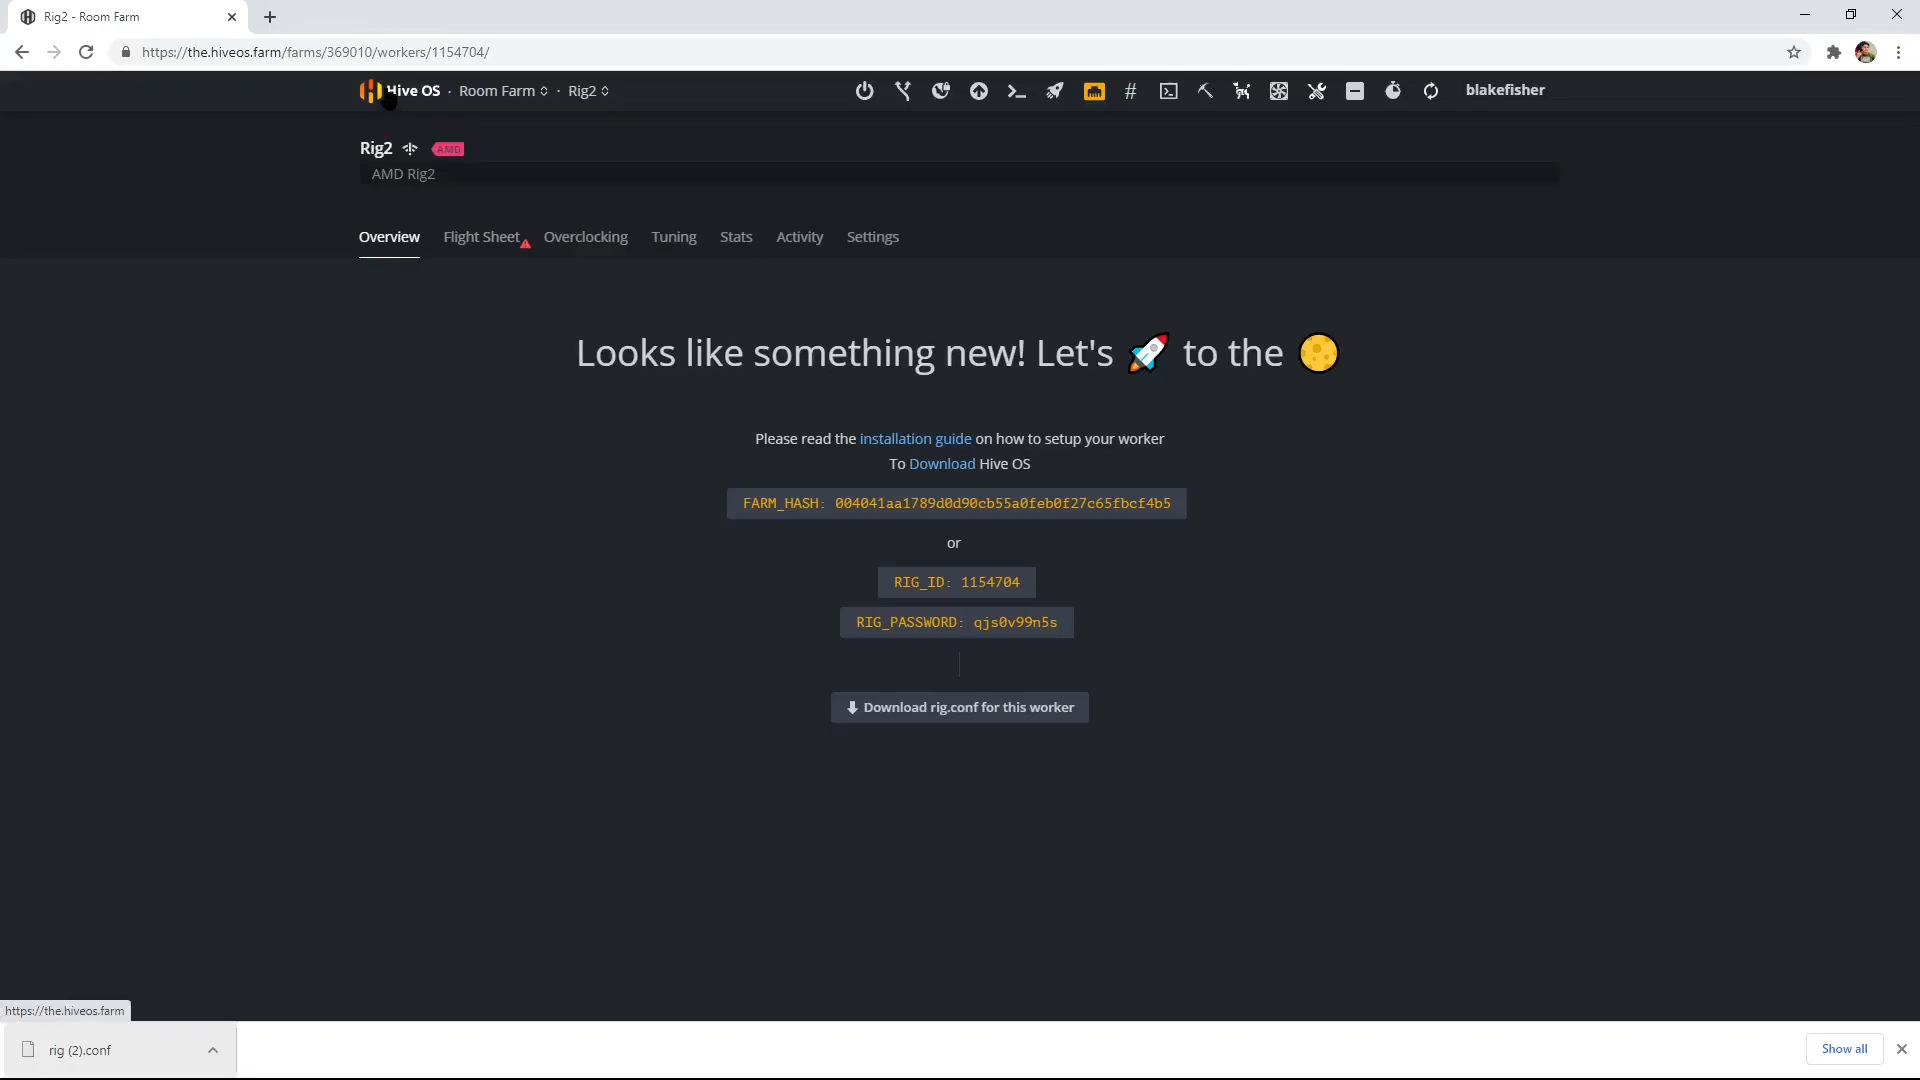 Rig2 - Room Farm
https://the.hiveos.farm/farms/369010/workers/1154704/
Hive OS · Room Farm · Rig2
blakefisher
Rig2 AMD
AMD Rig2
Overview Flight Sheet Overclocking Tuning Stats Activity Settings
Looks like something new! Let's 🚀 to the 🌕
Please read the installation guide on how to setup your worker
To Download Hive OS
FARM_HASH: 004041aa1789d0d90cb55a0feb0f27c65fbcf4b5
or
RIG_ID: 1154704
RIG_PASSWORD: qjs0v99n5s
Download rig.conf for this worker
https://the.hiveos.farm
rig (2).conf
Show all